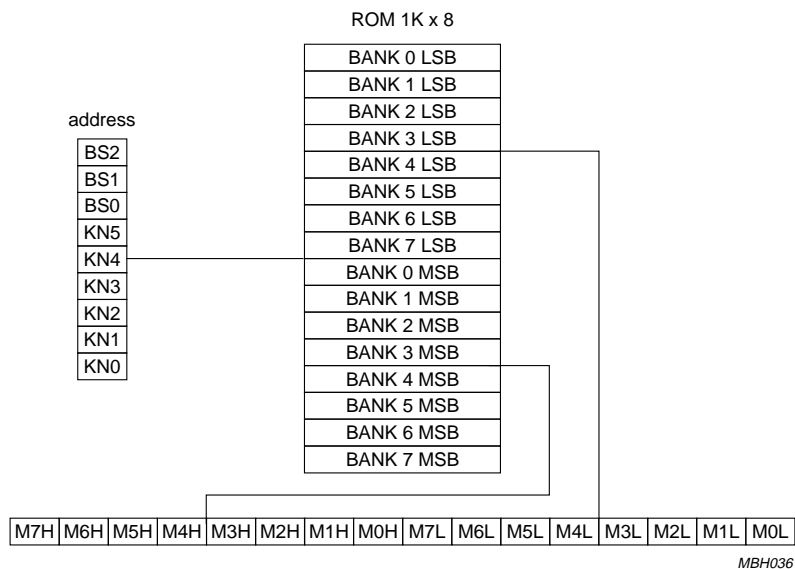 ROM 1K x 8
BANK 0 LSB
BANK 1 LSB
BANK 2 LSB
BANK 3 LSB
BANK 4 LSB
BANK 5 LSB
BANK 6 LSB
BANK 7 LSB
BANK 0 MSB
BANK 1 MSB
BANK 2 MSB
BANK 3 MSB
BANK 4 MSB
BANK 5 MSB
BANK 6 MSB
BANK 7 MSB
address
BS2
BS1
BS0
KN5
KN4
KN3
KN2
KN1
KN0
M7H M6H M5H M4H M3H M2H M1H M0H M7L M6L M5L M4L M3L M2L M1L M0L
MBH036